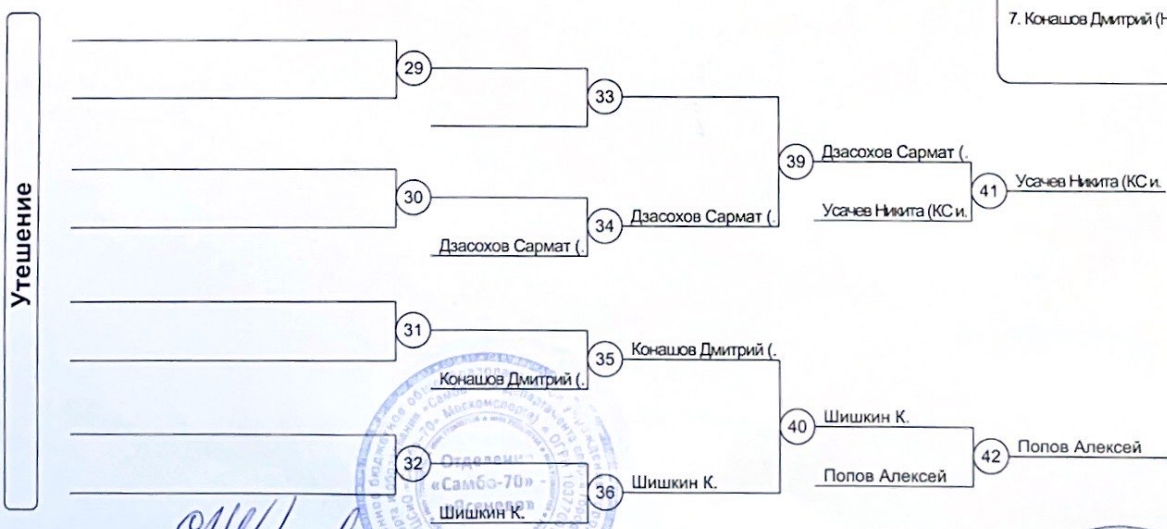 7. Конашов Дмитрий (Н
Утешение
29
33
39
Дзасохов Сармат (.
41
Усачев Никита (КС и.
Усачев Никита (КС и.
30
34
Дзасохов Сармат (.
Дзасохов Сармат (.
31
35
Конашов Дмитрий (.
Конашов Дмитрий (.
40
Шишкин К.
42
Попов Алексей
Попов Алексей
32
36
Шишкин К.
Шишкин К.
Отделение
«Самбо-70» -